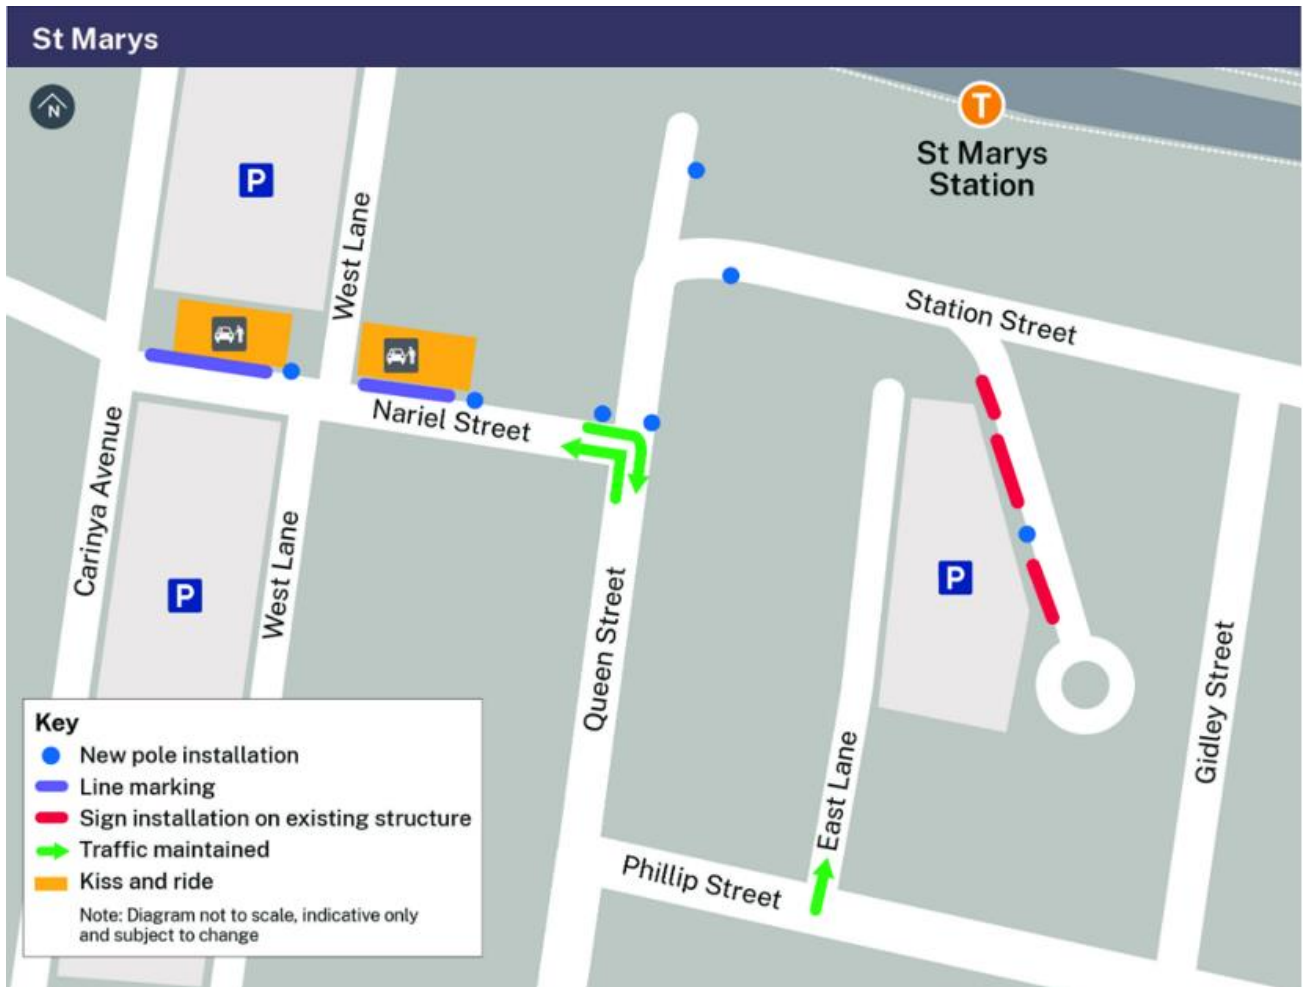 St Marys
N
T
St Marys
Station
P
West Lane
Station Street
Nariel Street
Carinya Avenue
West Lane
P
Queen Street
P
Gidley Street
East Lane
Phillip Street
Key
New pole installation
Line marking
Sign installation on existing structure
Traffic maintained
Kiss and ride
Note: Diagram not to scale, indicative only
and subject to change